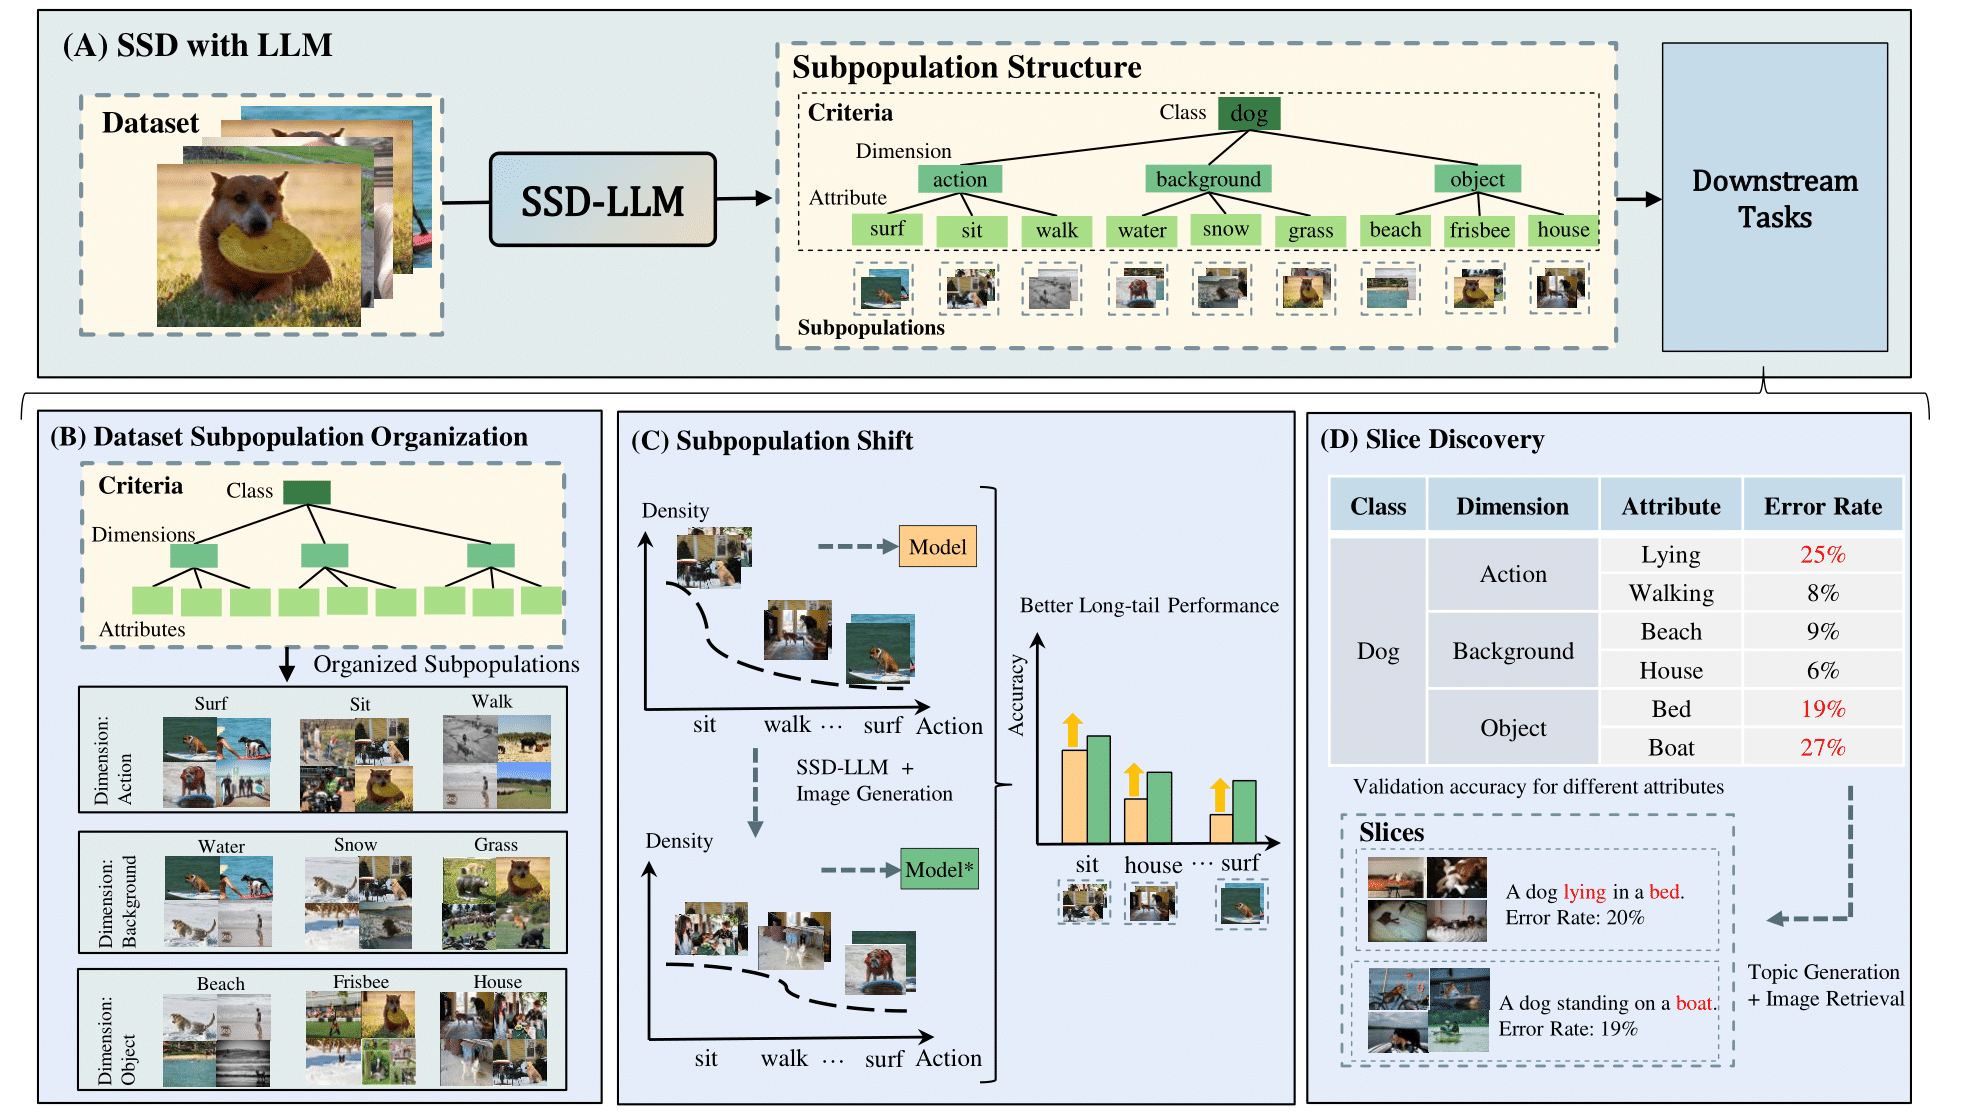 (A) SSD with LLM
Dataset
SSD-LLM
Subpopulation Structure
Criteria
Class
dog
Dimension
action
background
object
Attribute
surf
sit
walk
water
snow
grass
beach
frisbee
house
Subpopulations
Downstream
Tasks
(B) Dataset Subpopulation Organization
Criteria
Class
Dimensions
Attributes
Organized Subpopulations
Dimension:
Action
Surf
Sit
Walk
Dimension:
Background
Water
Snow
Grass
Dimension:
Object
Beach
Frisbee
House
(C) Subpopulation Shift
Density
Model
sit
walk
...
surf
Action
SSD-LLM +
Image Generation
Density
Model*
sit
walk
...
surf
Action
Better Long-tail Performance
Accuracy
sit
house
...
surf
(D) Slice Discovery
Class Dimension Attribute Error Rate
Dog
Action
Lying 25%
Walking 8%
Background
Beach 9%
House 6%
Object
Bed 19%
Boat 27%
Validation accuracy for different attributes
Slices
A dog lying in a bed.
Error Rate: 20%
A dog standing on a boat.
Error Rate: 19%
Topic Generation
+ Image Retrieval